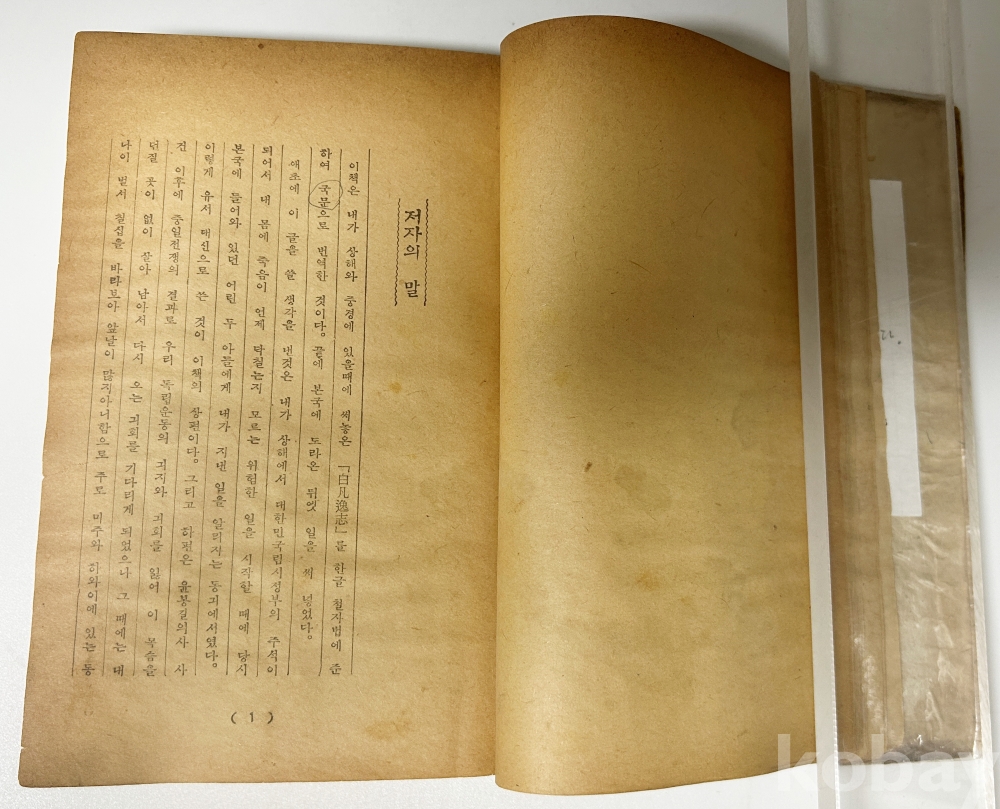 저자의 말
이책은 내가 상해와 중경에 있을때에 써놓은 「白凡逸志」를 한글 철자법에 준
하여 국문으로 번역한 것이다。 끝에 본국에 도라온 뒤엣 일을 써 넣었다。
애초에 이 글을 쓸 생각을 낸것은 내가 상해에서 대한민국림시정부의 주석이
되어서 내 몸에 죽음이 언제 닥칠는지 모르는 위험한 일을 시작할 때에 당시
본국에 들어와 있던 어린 두 아들에게 내가 지낸 일을 알리자는 동긔에서였다。
이렇게 유서 대신으로 쓴 것이 이책의 상편이다。 그리고 하편은 윤봉길의사 사
건 이후에 중일전쟁의 결과로 우리 독립운동의 긔지와 긔회를 잃어 이 목숨을
던질 곳이 없이 살아 남아서 다시 오는 긔회를 기다리게 되었으나 그 때에는 내
나이 벌서 칠십을 바라보아 앞날이 많지아니함으로 주로 미주와 하와이에 있는 동
( 1 )
kobay